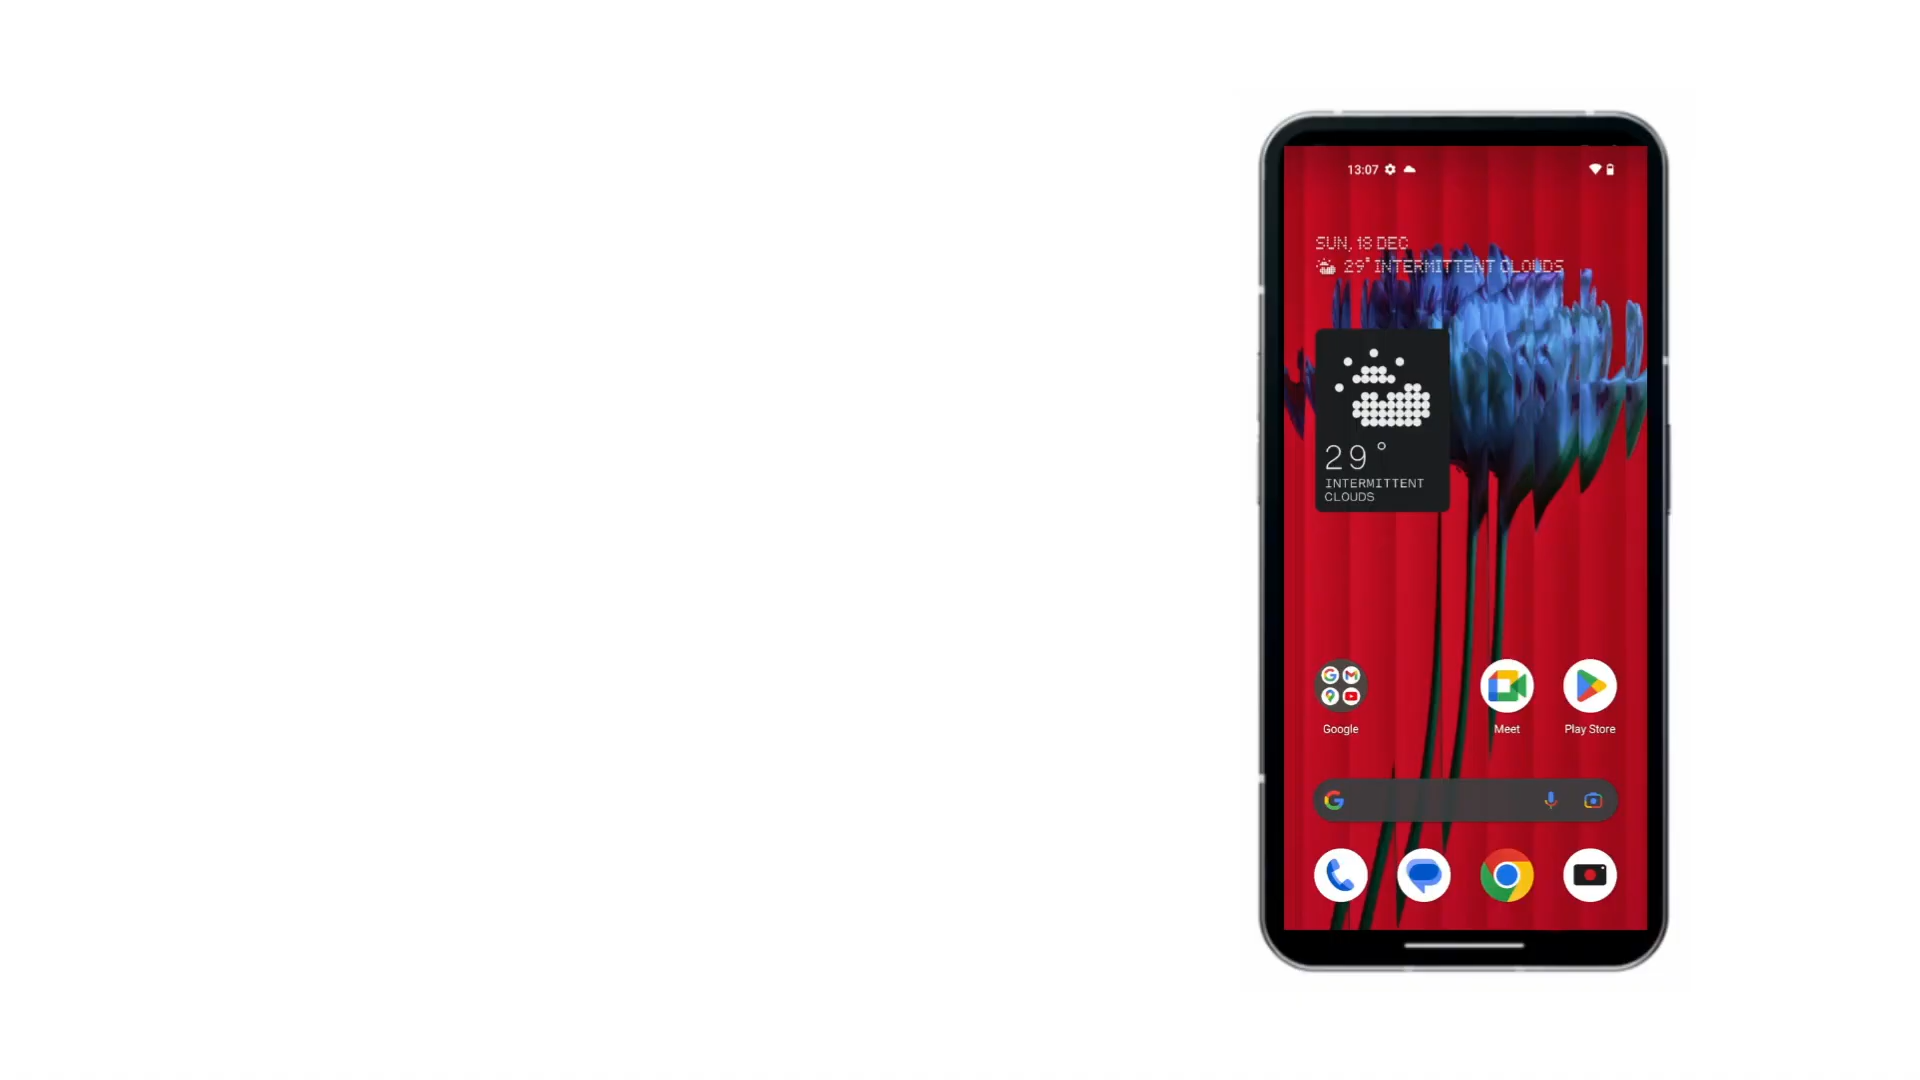 13:07
SUN, 18 DEC
29° INTERMITTENT CLOUDS
29°
INTERMITTENT
CLOUDS
Google
Meet
Play Store